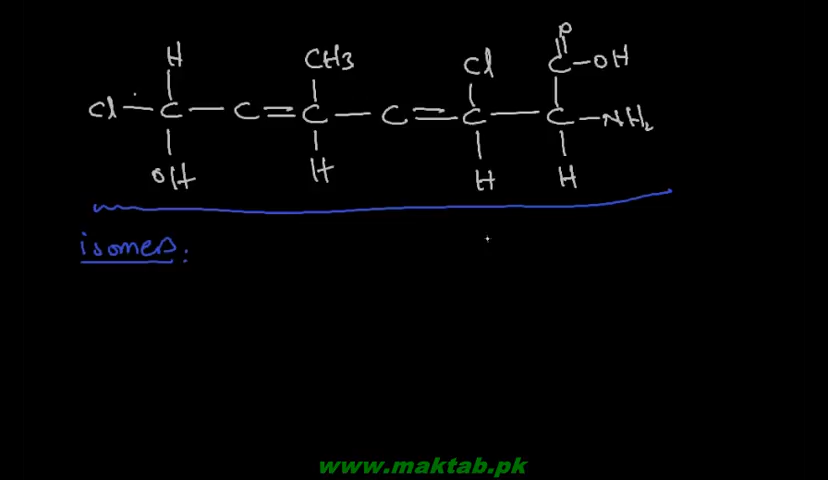 H CH3 Cl O
C-OH
Cl-C-C=C-C=C-C-NH2
OH H H H
isomers:
www.maktab.pk